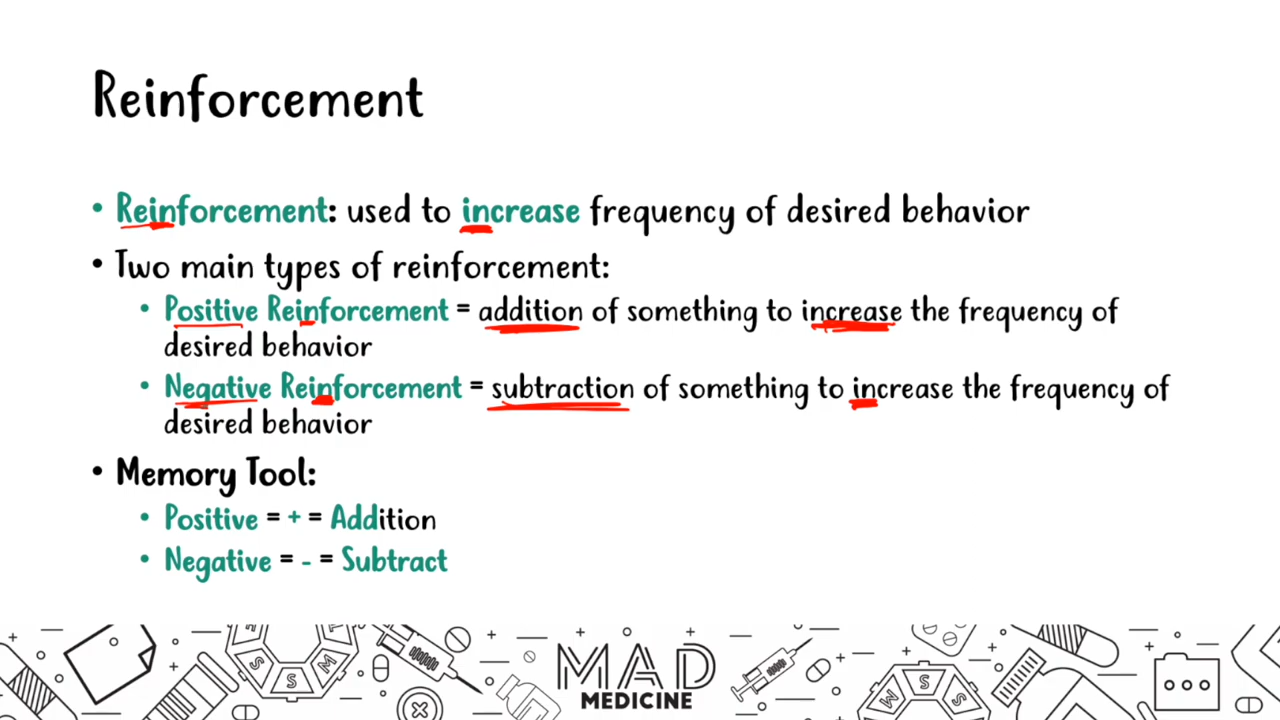 Reinforcement
• Reinforcement: used to increase frequency of desired behavior
• Two main types of reinforcement:
• Positive Reinforcement = addition of something to increase the frequency of
desired behavior
• Negative Reinforcement = subtraction of something to increase the frequency of
desired behavior
• Memory Tool:
• Positive = + = Addition
• Negative = - = Subtract
MAD
MEDICINE